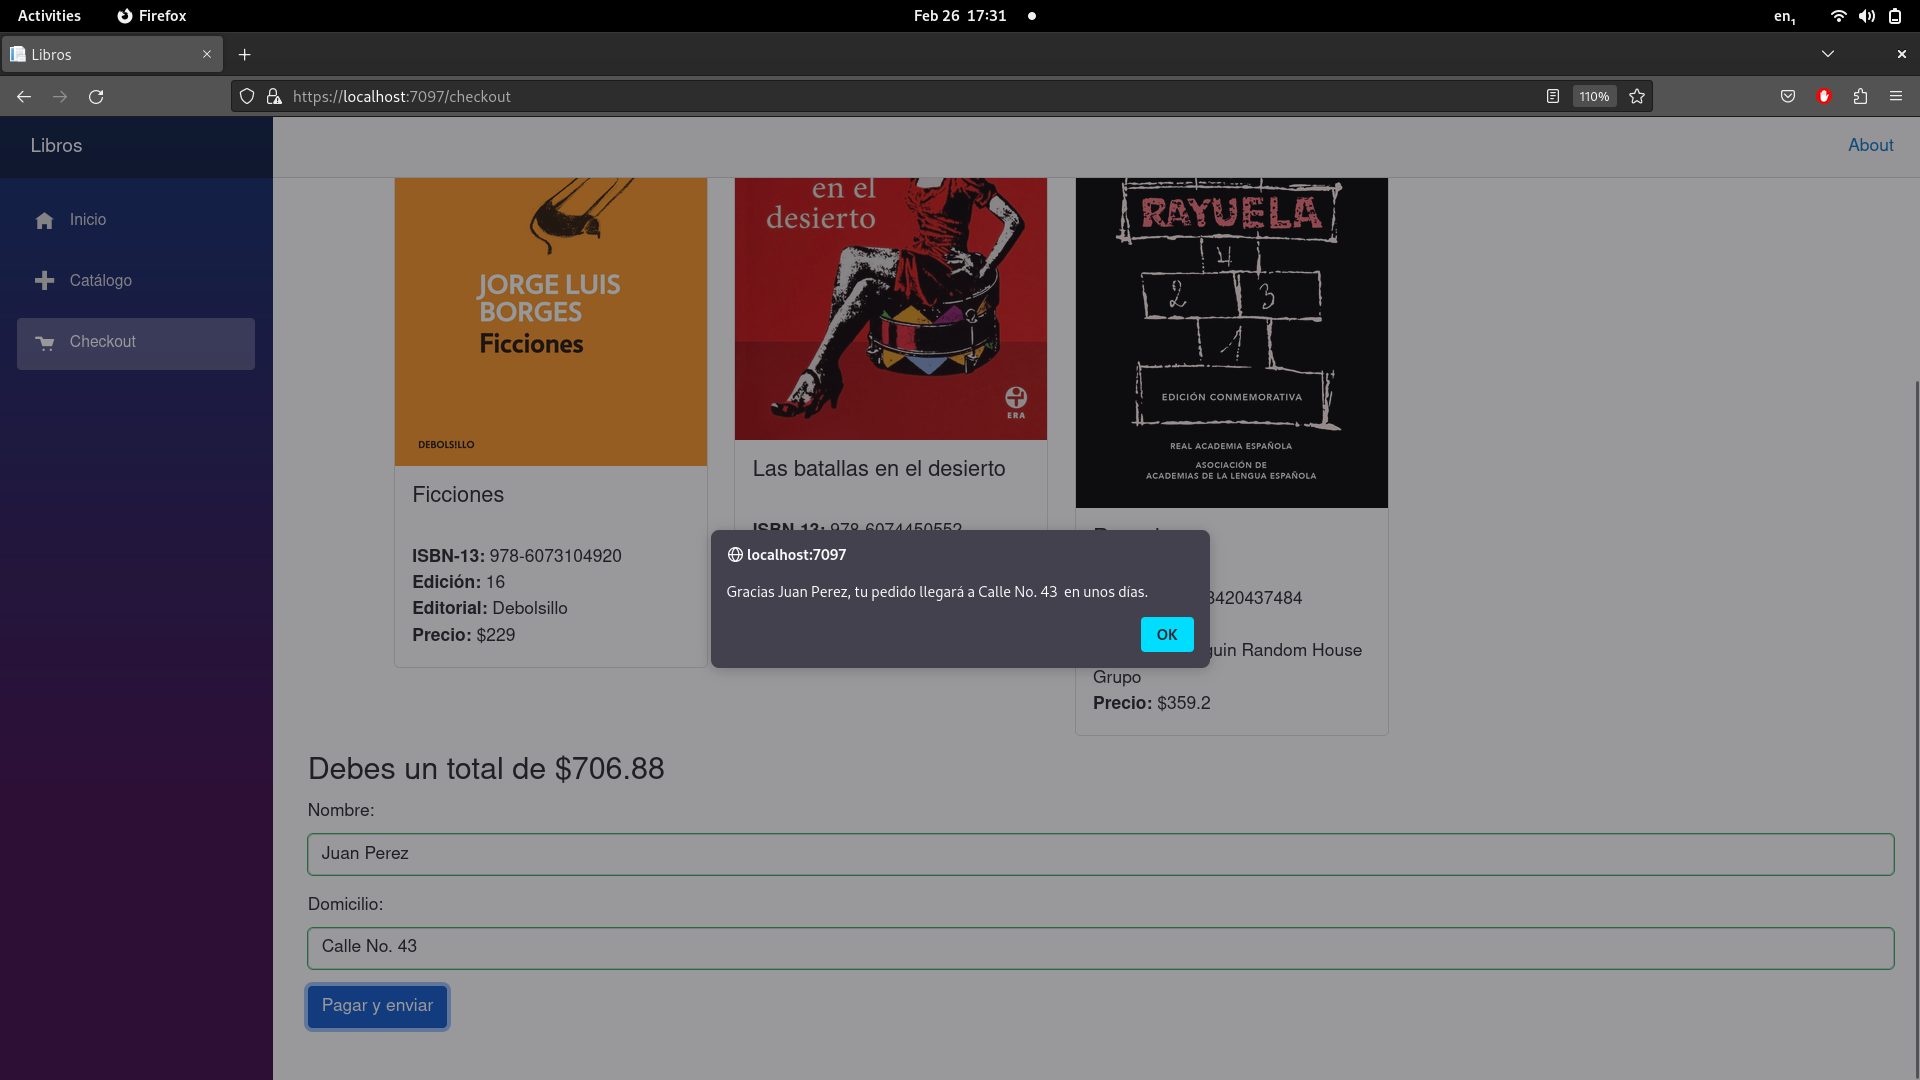 Activities
Firefox
Feb 26 17:31
en1
Libros
https://localhost:7097/checkout
110%
Libros
About
Inicio
Catálogo
Checkout
JORGE LUIS
BORGES
Ficciones
DEBOLSILLO
Ficciones
ISBN-13: 978-6073104920
Edición: 16
Editorial: Debolsillo
Precio: $229
en el
desierto
ERA
Las batallas en el desierto
ISBN-13: 978-6074450552
RAYUELA
4
2 3
1
EDICIÓN CONMEMORATIVA
REAL ACADEMIA ESPAÑOLA
ASOCIACIÓN DE
ACADEMIAS DE LA LENGUA ESPAÑOLA
8420437484
Random House
Grupo
Precio: $359.2
localhost:7097
Gracias Juan Perez, tu pedido llegará a Calle No. 43 en unos días.
OK
Debes un total de $706.88
Nombre:
Juan Perez
Domicilio:
Calle No. 43
Pagar y enviar